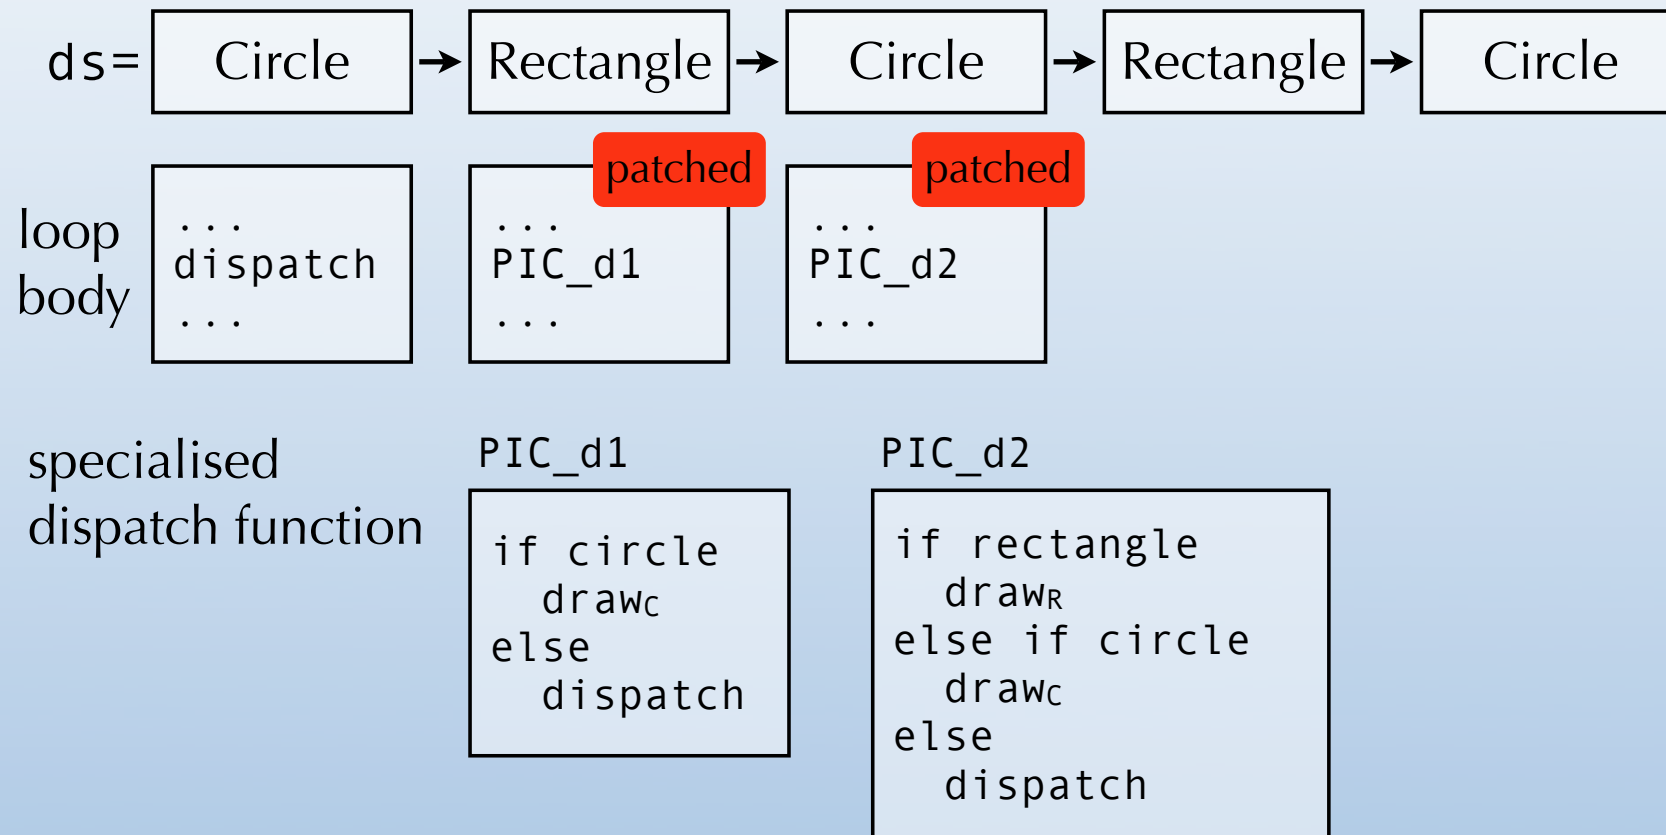 ds= Circle Rectangle Circle Rectangle Circle
patched patched
loop
body
...
dispatch
...
...
PIC_d1
...
...
PIC_d2
...
specialised
dispatch function
PIC_d1
if circle
drawC
else
dispatch
PIC_d2
if rectangle
drawR
else if circle
drawC
else
dispatch